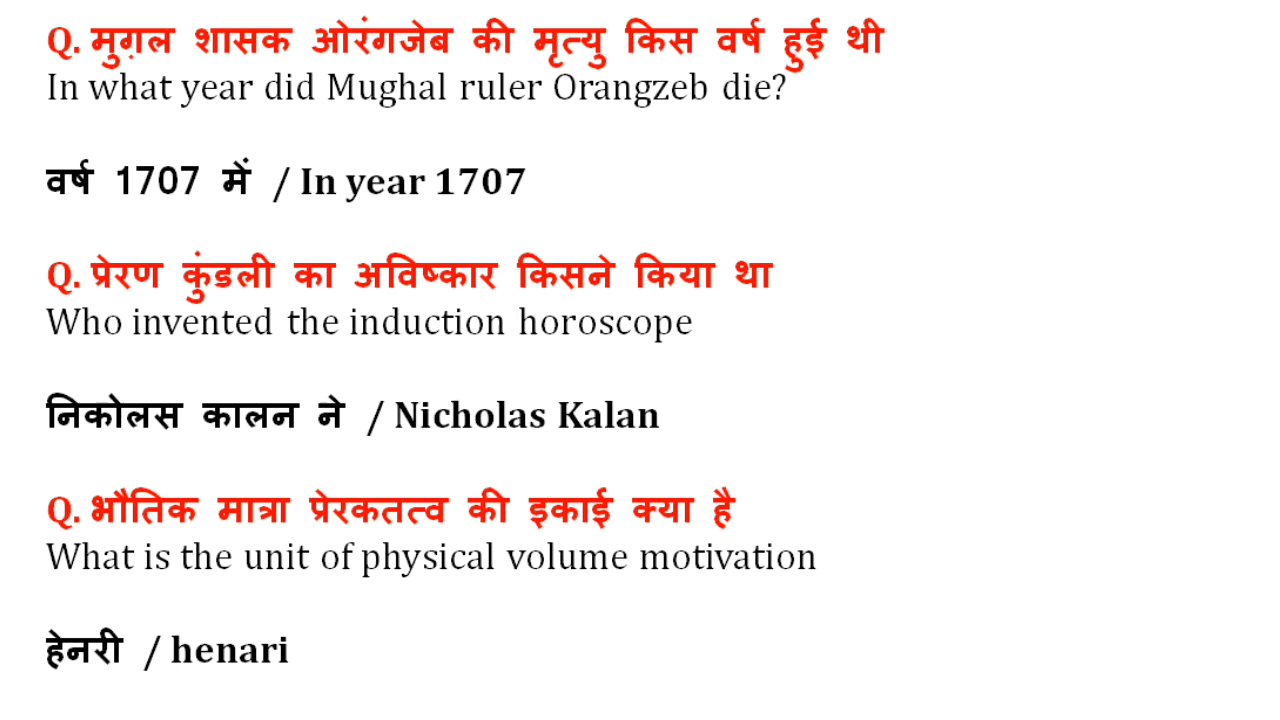 Q. मुग़ल शासक ओरंगजेब की मृत्यु किस वर्ष हुई थी
In what year did Mughal ruler Orangzeb die?
वर्ष 1707 में / In year 1707
Q. प्रेरण कुंडली का अविष्कार किसने किया था
Who invented the induction horoscope
निकोलस कालन ने / Nicholas Kalan
Q. भौतिक मात्रा प्रेरकतत्व की इकाई क्या है
What is the unit of physical volume motivation
हेनरी / henari